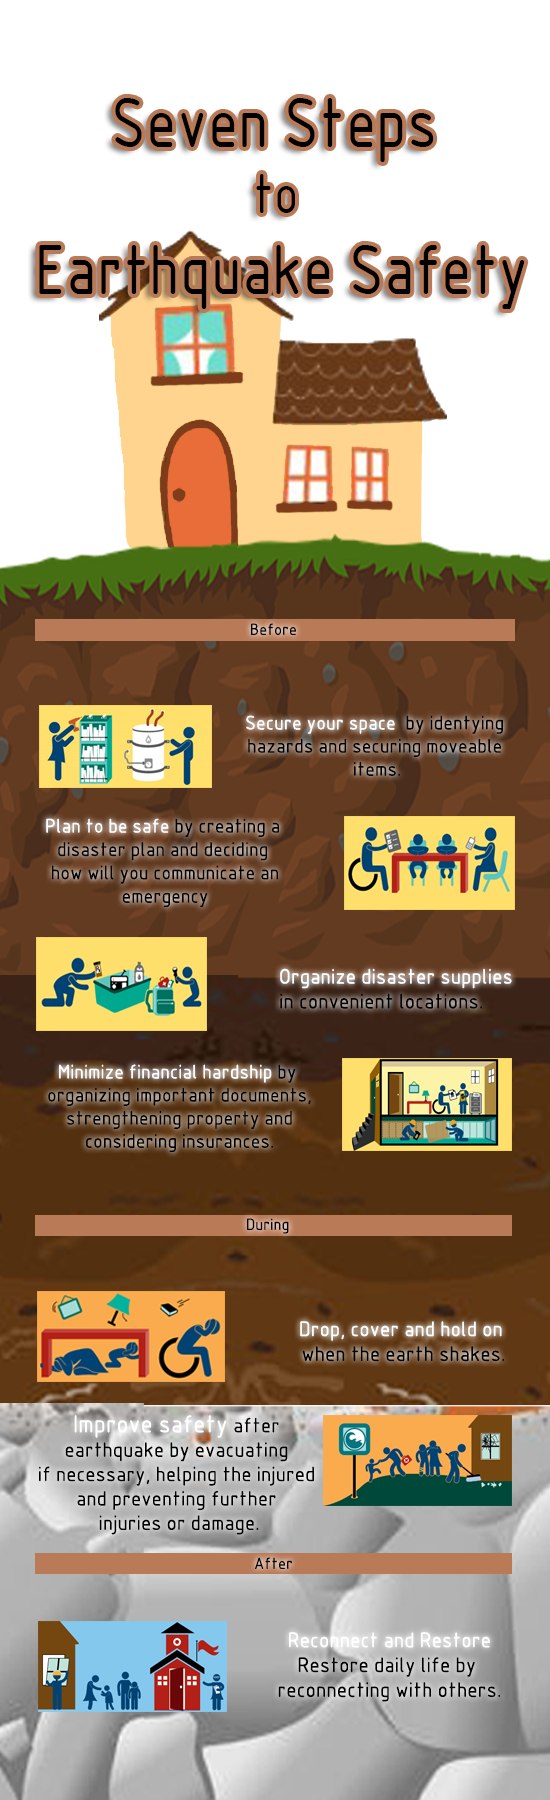 Seven Steps
to
Earthquake Safety
Before
Secure your space by identying
hazards and securing moveable
items.
Plan to be safe by creating a
disaster plan and deciding
how will you communicate an
emergency
Organize disaster supplies
in convenient locations.
Minimize financial hardship by
organizing important documents,
strengthening property and
considering insurances.
During
Drop, cover and hold on
when the earth shakes.
Improve safety after
earthquake by evacuating
if necessary, helping the injured
and preventing further
injuries or damage.
After
Reconnect and Restore
Restore daily life by
reconnecting with others.